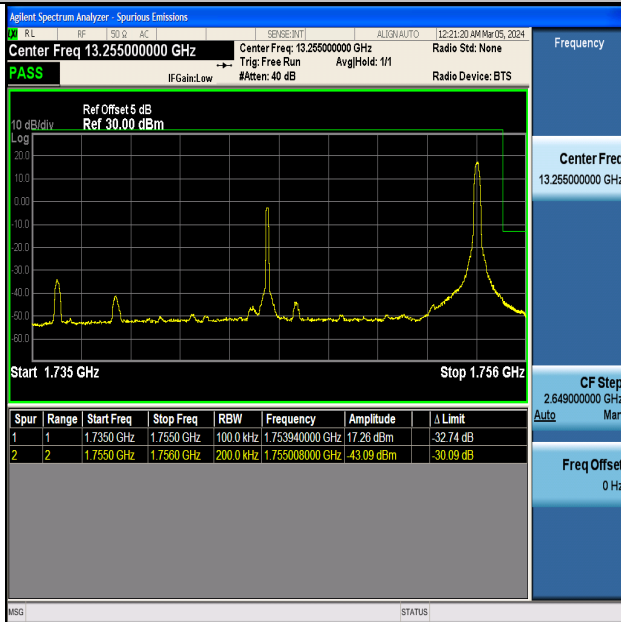 Agilent Spectrum Analyzer - Spurious Emissions
RL RF 50 Ω AC SENSE:INT ALIGN AUTO 12:21:20 AM Mar 05, 2024
Center Freq 13.255000000 GHz
Center Freq: 13.255000000 GHz
Radio Std: None
Trig: Free Run Avg|Hold: 1/1
PASS
IFGain:Low
#Atten: 40 dB
Radio Device: BTS
Ref Offset 5 dB
10 dB/div Ref 30.00 dBm
Log
20.0
10.0
0.00
-10.0
-20.0
-30.0
-40.0
-50.0
-60.0
Start 1.735 GHz Stop 1.756 GHz
Spur Range Start Freq Stop Freq RBW Frequency Amplitude Δ Limit
1 1 1.7350 GHz 1.7550 GHz 100.0 kHz 1.753940000 GHz 17.26 dBm -32.74 dB
2 2 1.7550 GHz 1.7560 GHz 200.0 kHz 1.755008000 GHz -43.09 dBm -30.09 dB
MSG STATUS
Frequency
Center Freq
13.255000000 GHz
CF Step
2.649000000 GHz
Auto Man
Freq Offset
0 Hz